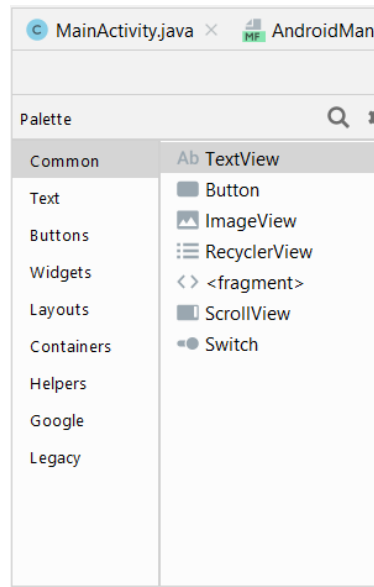 C MainActivity.java × MF AndroidMan
Palette
Common
Text
Buttons
Widgets
Layouts
Containers
Helpers
Google
Legacy
Ab TextView
Button
ImageView
RecyclerView
<> <fragment>
ScrollView
Switch